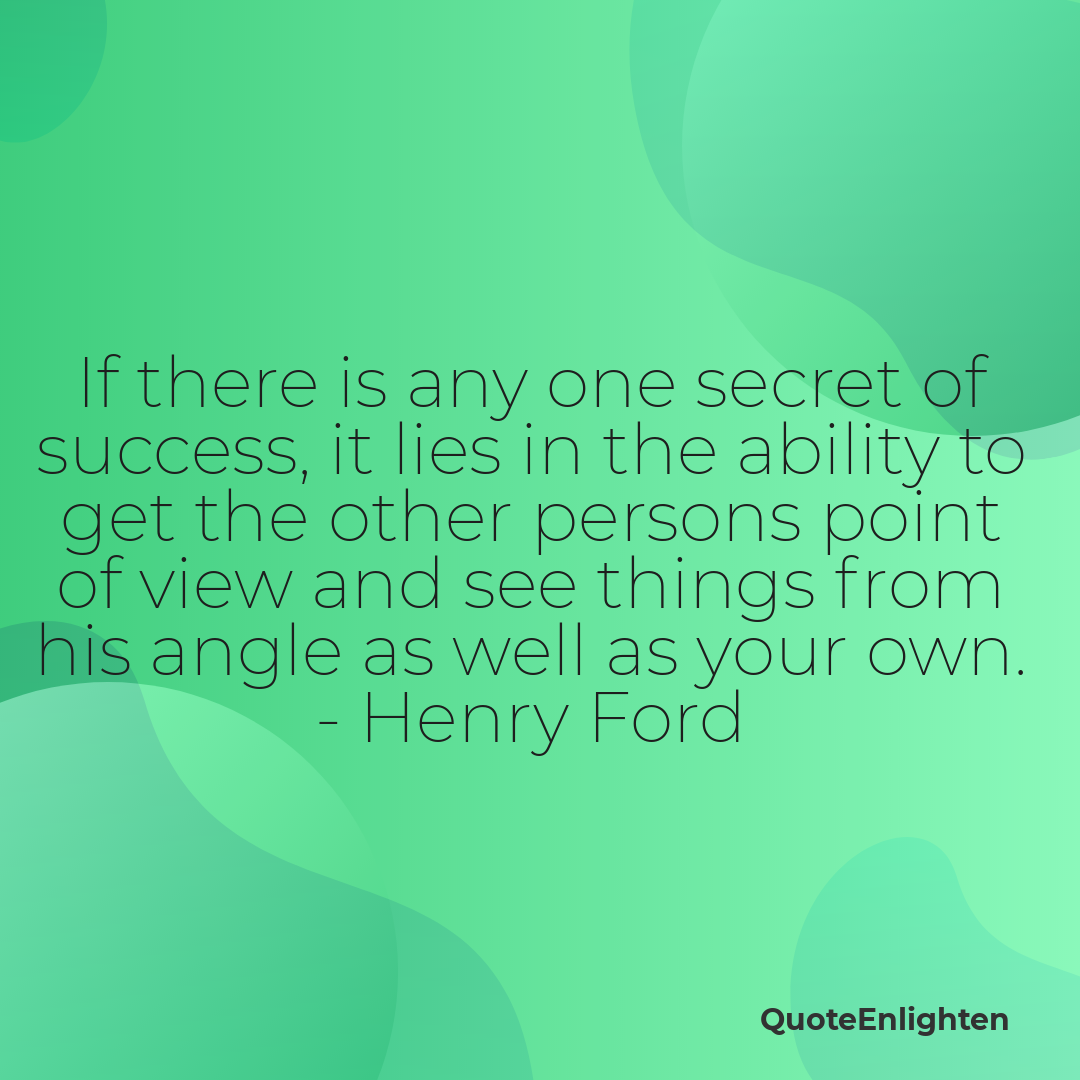 If there is any one secret of
success, it lies in the ability to
get the other persons point
of view and see things from
his angle as well as your own.
- Henry Ford
QuoteEnlighten